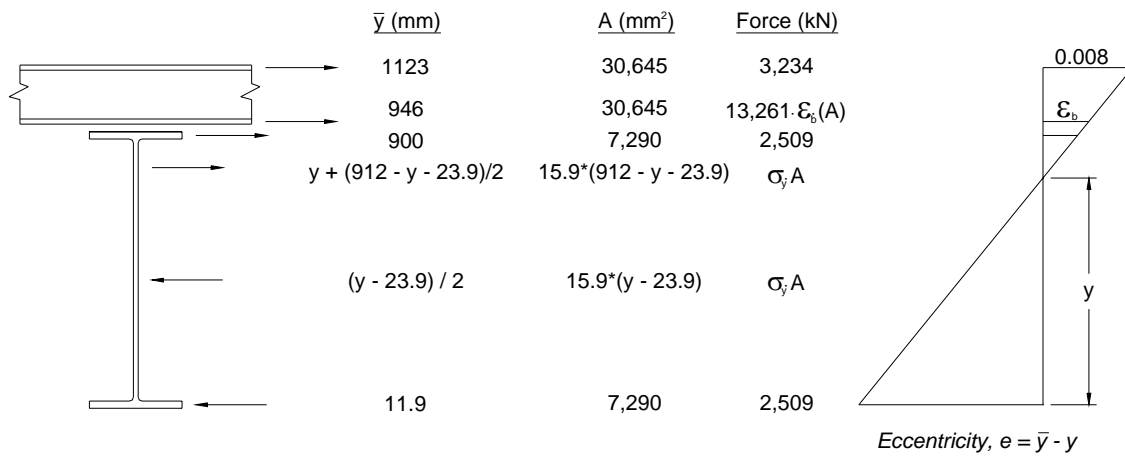 y̅ (mm) A (mm²) Force (kN)
1123 30,645 3,234 0.008
946 30,645 13,261·ε_b(A) ε_b
900 7,290 2,509
y + (912 - y - 23.9)/2 15.9*(912 - y - 23.9) σ_y A
(y - 23.9) / 2 15.9*(y - 23.9) σ_y A y
11.9 7,290 2,509
Eccentricity, e = y̅ - y